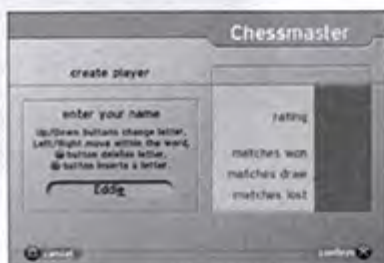 Chessmaster
create player
enter your name
Up/Down buttons change letter,
Left/Right move within the word,
button deletes letter,
button inserts a letter.
Eddie
rating
matches won
matches draw
matches lost
cancel
confirm